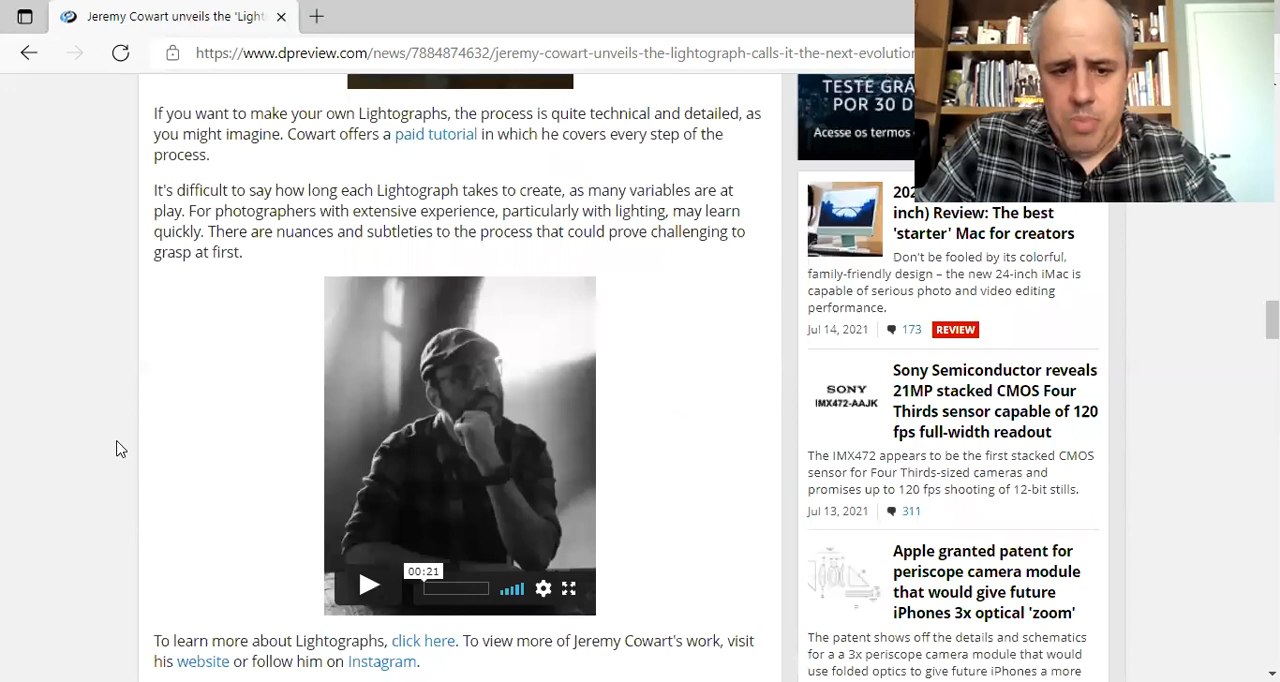 Jeremy Cowart unveils the 'Light
https://www.dpreview.com/news/7884874632/jeremy-cowart-unveils-the-lightograph-calls-it-the-next-evolution
If you want to make your own Lightographs, the process is quite technical and detailed, as
you might imagine. Cowart offers a paid tutorial in which he covers every step of the
process.
It's difficult to say how long each Lightograph takes to create, as many variables are at
play. For photographers with extensive experience, particularly with lighting, may learn
quickly. There are nuances and subtleties to the process that could prove challenging to
grasp at first.
00:21
To learn more about Lightographs, click here. To view more of Jeremy Cowart's work, visit
his website or follow him on Instagram.
TESTE GRÁ
POR 30 D
Acesse os termos
202
inch) Review: The best
'starter' Mac for creators
Don't be fooled by its colorful,
family-friendly design – the new 24-inch iMac is
capable of serious photo and video editing
performance.
Jul 14, 2021 173 REVIEW
SONY
IMX472-AAJK
Sony Semiconductor reveals
21MP stacked CMOS Four
Thirds sensor capable of 120
fps full-width readout
The IMX472 appears to be the first stacked CMOS
sensor for Four Thirds-sized cameras and
promises up to 120 fps shooting of 12-bit stills.
Jul 13, 2021 311
Apple granted patent for
periscope camera module
that would give future
iPhones 3x optical 'zoom'
The patent shows off the details and schematics
for a a 3x periscope camera module that would
use folded optics to give future iPhones a more